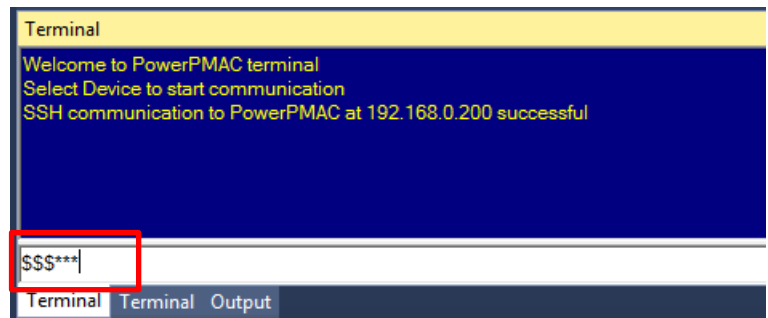 Terminal
Welcome to PowerPMAC terminal
Select Device to start communication
SSH communication to PowerPMAC at 192.168.0.200 successful
$$$***
Terminal Terminal Output